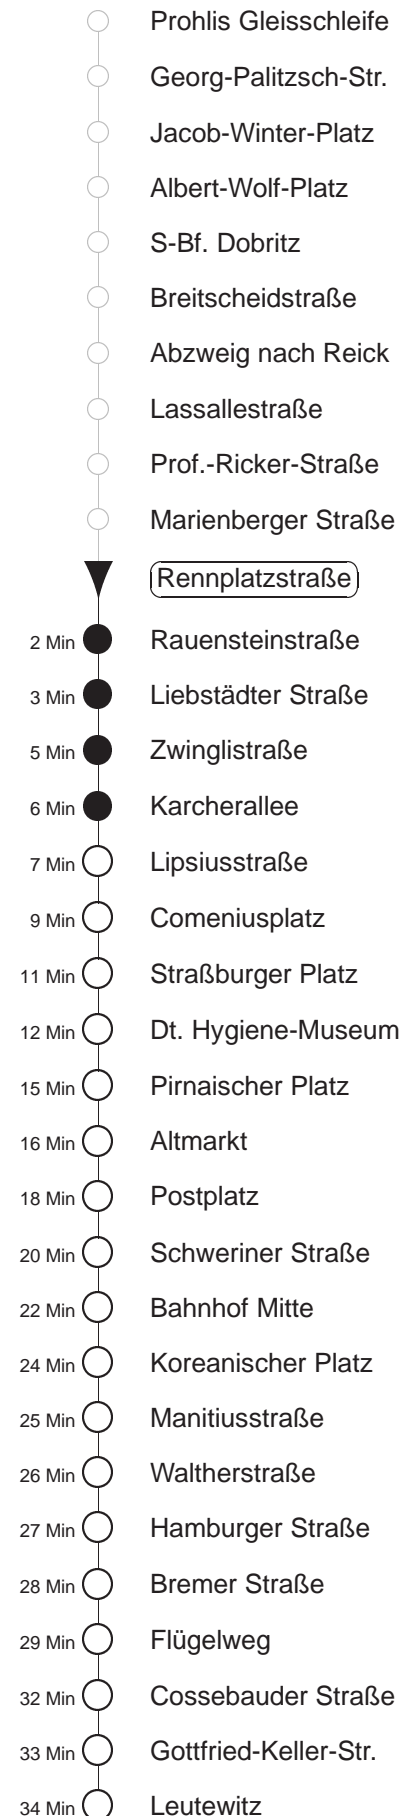 Prohlis Gleisschleife
Georg-Palitzsch-Str.
Jacob-Winter-Platz
Albert-Wolf-Platz
S-Bf. Dobritz
Breitscheidstraße
Abzweig nach Reick
Lassallestraße
Prof.-Ricker-Straße
Marienberger Straße
Rennplatzstraße
2 Min Rauensteinstraße
3 Min Liebstädter Straße
5 Min Zwinglistraße
6 Min Karcherallee
7 Min Lipsiusstraße
9 Min Comeniusplatz
11 Min Straßburger Platz
12 Min Dt. Hygiene-Museum
15 Min Pirnaischer Platz
16 Min Altmarkt
18 Min Postplatz
20 Min Schweriner Straße
22 Min Bahnhof Mitte
24 Min Koreanischer Platz
25 Min Manitiusstraße
26 Min Waltherstraße
27 Min Hamburger Straße
28 Min Bremer Straße
29 Min Flügelweg
32 Min Cossebauder Straße
33 Min Gottfried-Keller-Str.
34 Min Leutewitz